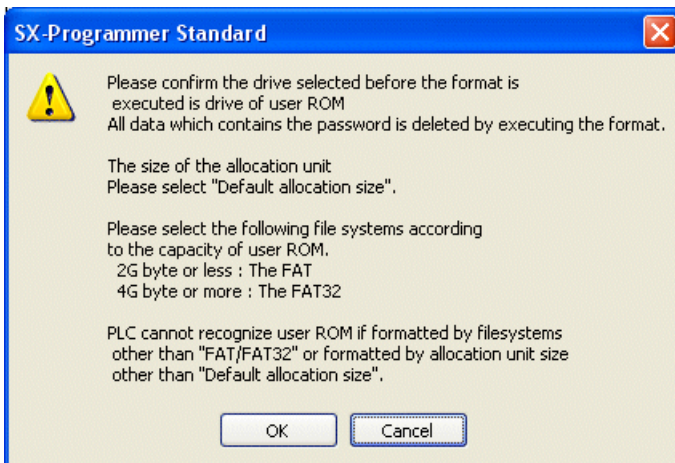 SX-Programmer Standard
Please confirm the drive selected before the format is
executed is drive of user ROM
All data which contains the password is deleted by executing the format.
The size of the allocation unit
Please select "Default allocation size".
Please select the following file systems according
to the capacity of user ROM.
2G byte or less : The FAT
4G byte or more : The FAT32
PLC cannot recognize user ROM if formatted by filesystems
other than "FAT/FAT32" or formatted by allocation unit size
other than "Default allocation size".
OK
Cancel